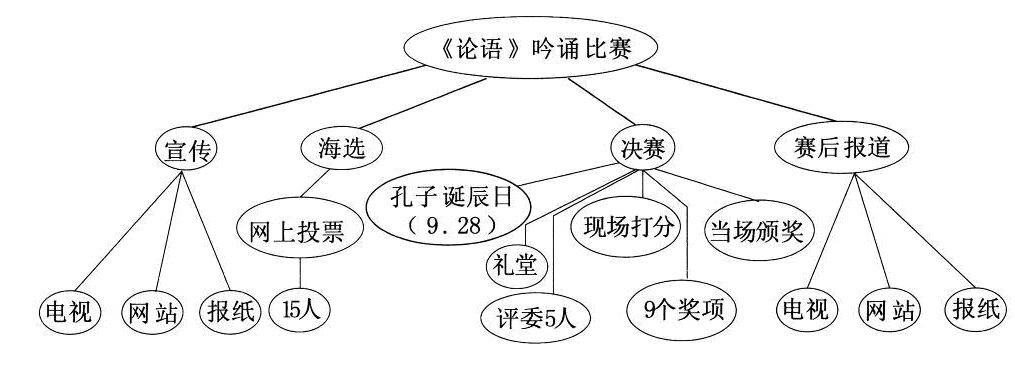 《论语》吟诵比赛
宣传
海选
决赛
赛后报道
孔子诞辰日
（9.28）
网上投票
现场打分
当场颁奖
礼堂
电视
网站
报纸
15人
评委5人
9个奖项
电视
网站
报纸